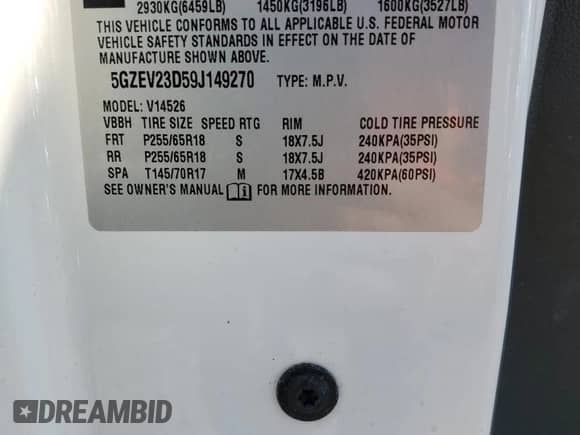 2930KG(6459LB) 1450KG(3196LB) 1600KG(3527LB)
THIS VEHICLE CONFORMS TO ALL APPLICABLE U.S. FEDERAL MOTOR
VEHICLE SAFETY STANDARDS IN EFFECT ON THE DATE OF
MANUFACTURE SHOWN ABOVE.
5GZEV23D59J149270 TYPE: M.P.V.
MODEL: V14526
VBBH TIRE SIZE SPEED RTG RIM COLD TIRE PRESSURE
FRT P255/65R18 S 18X7.5J 240KPA(35PSI)
RR P255/65R18 S 18X7.5J 240KPA(35PSI)
SPA T145/70R17 M 17X4.5B 420KPA(60PSI)
SEE OWNER'S MANUAL FOR MORE INFORMATION.
DREAMBID